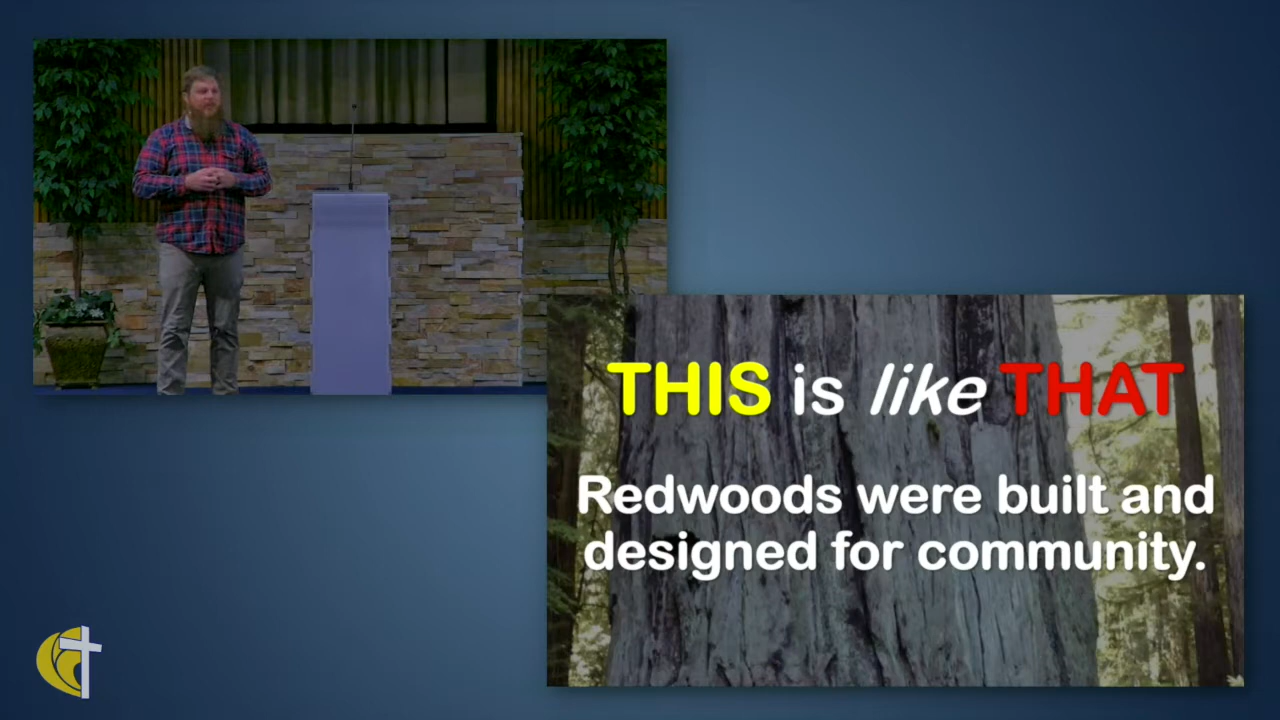 THIS is like THAT
Redwoods were built and
designed for community.